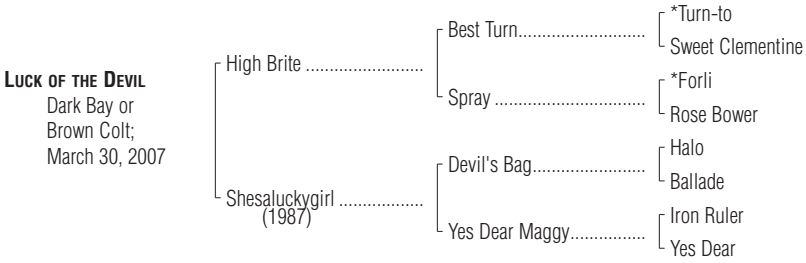 LUCK OF THE DEVIL
Dark Bay or
Brown Colt;
March 30, 2007
High Brite ........................
Shesaluckygirl .................
(1987)
Best Turn..........................
Spray ...............................
Devil's Bag.......................
Yes Dear Maggy...............
*Turn-to
Sweet Clementine
*Forli
Rose Bower
Halo
Ballade
Iron Ruler
Yes Dear